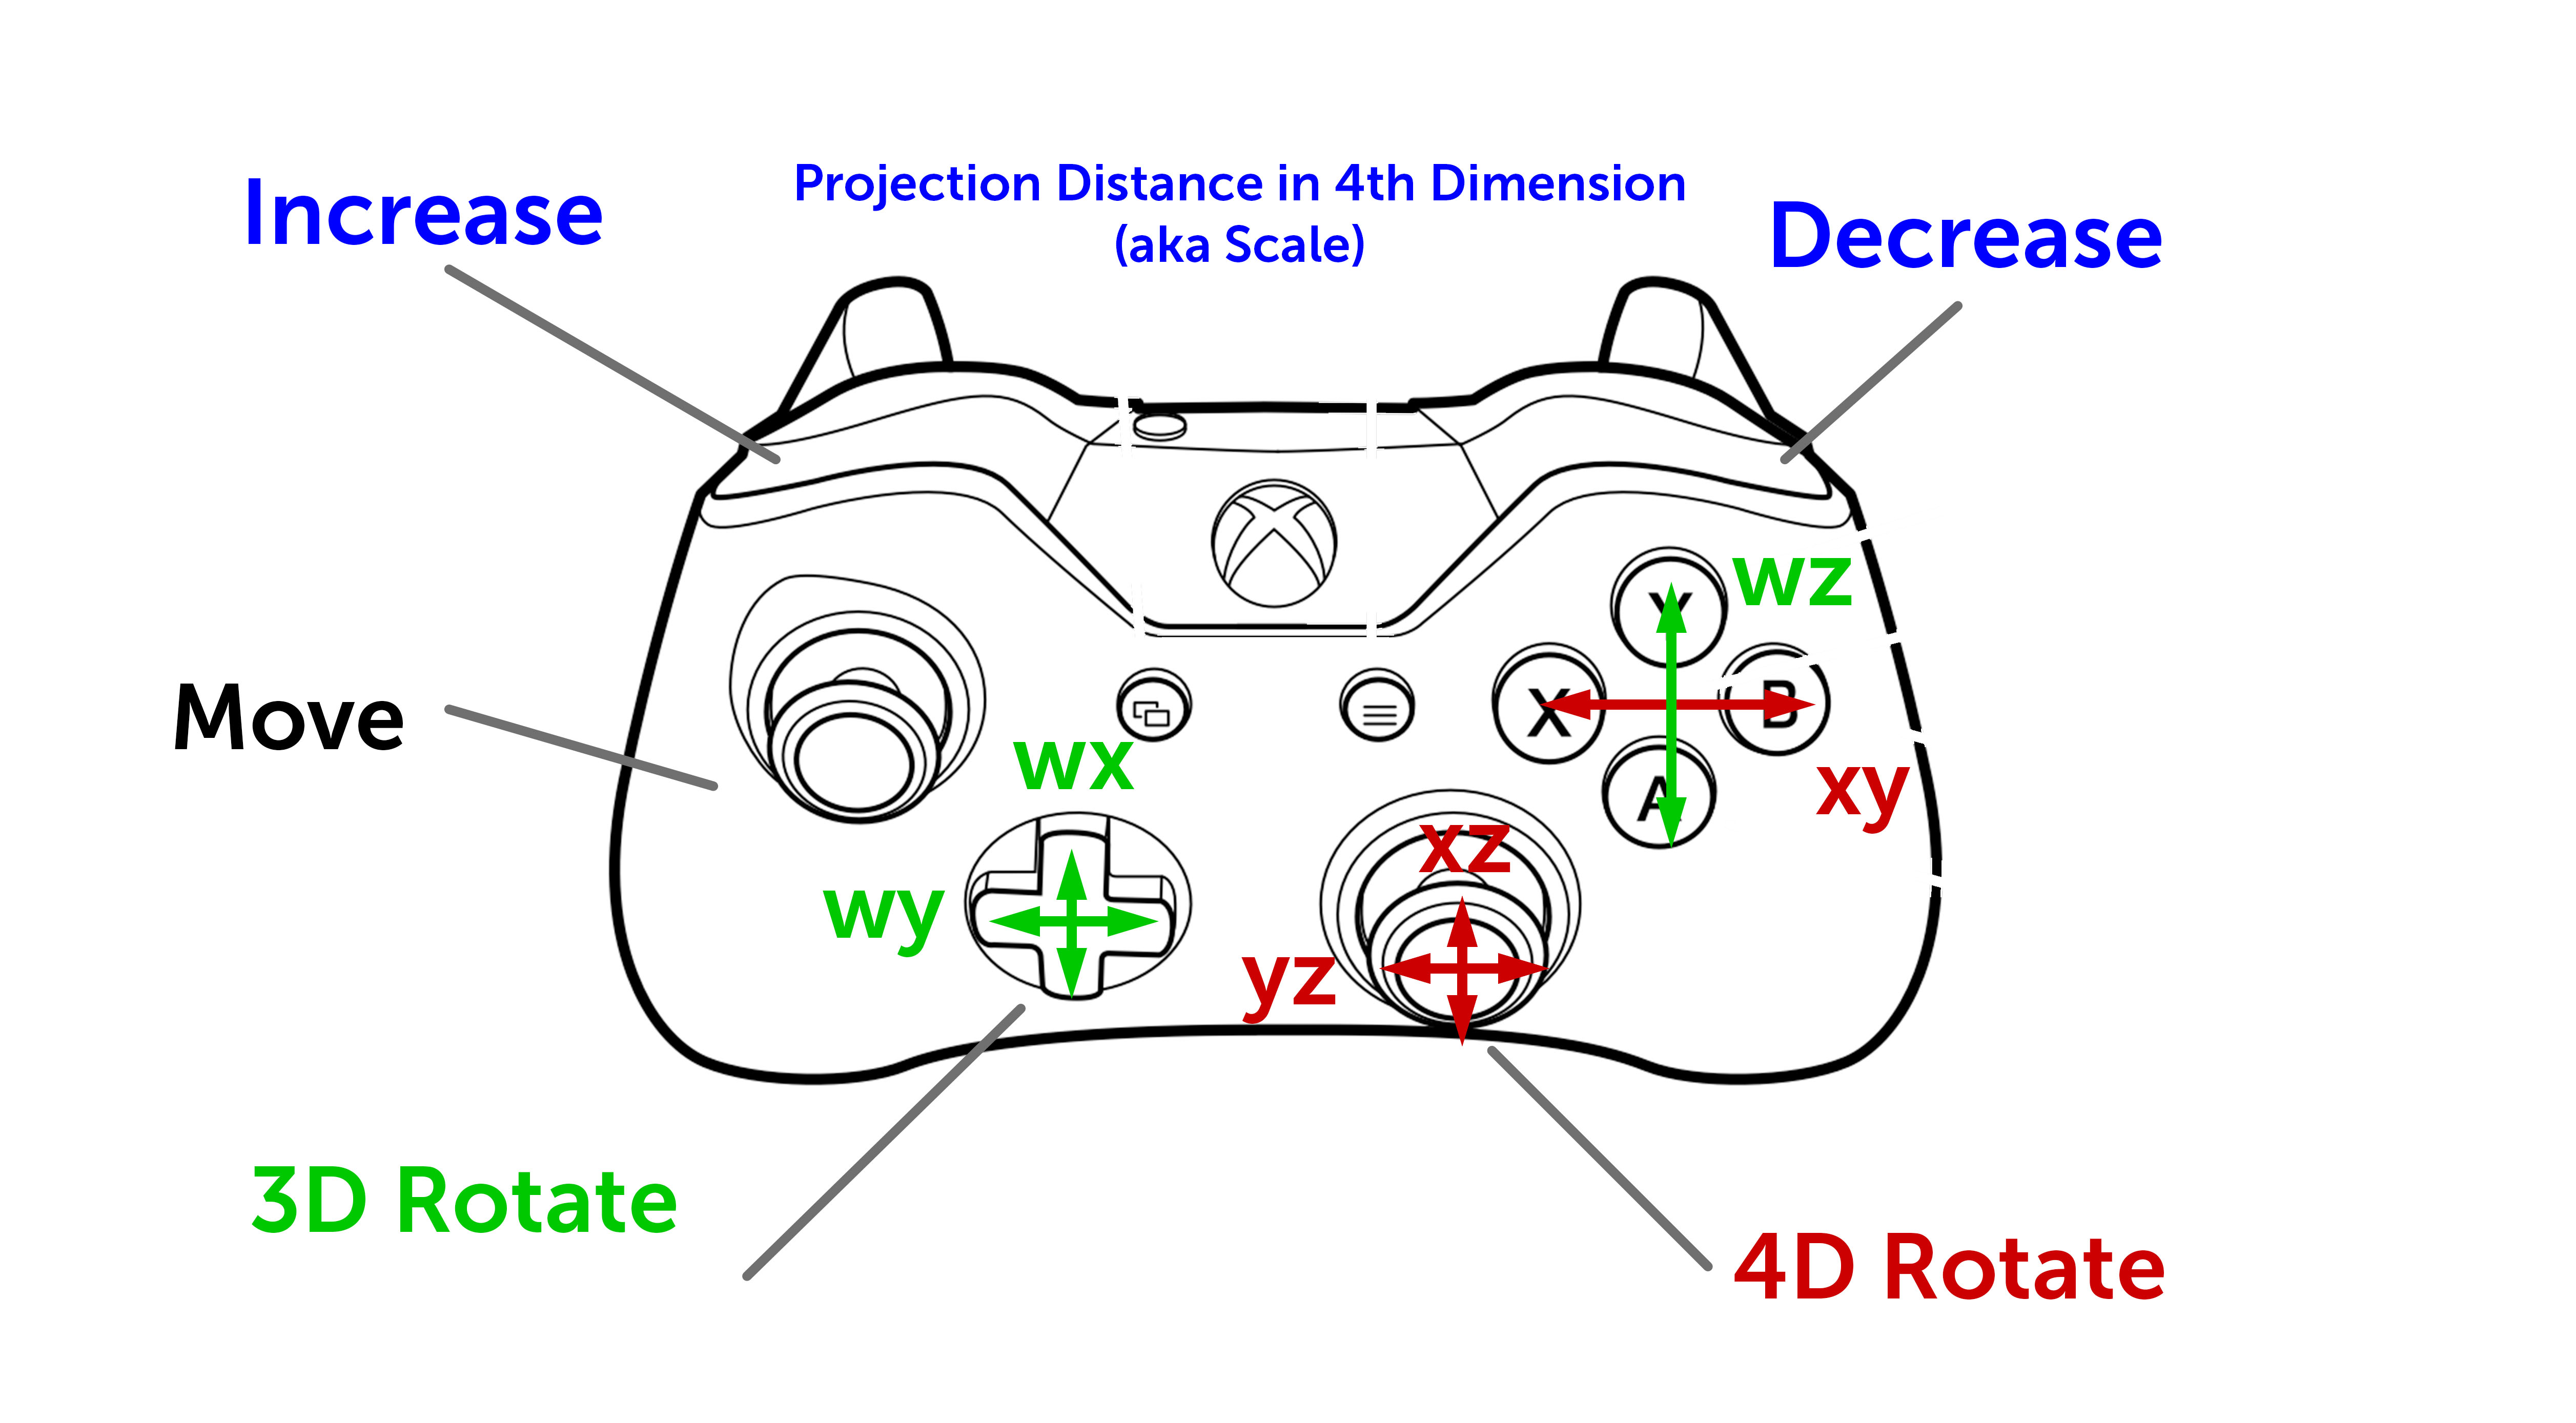 Projection Distance in 4th Dimension
(aka Scale)
Increase
Decrease
Y
wz
X
B
A
xy
Move
wx
wy
xz
yz
3D Rotate
4D Rotate